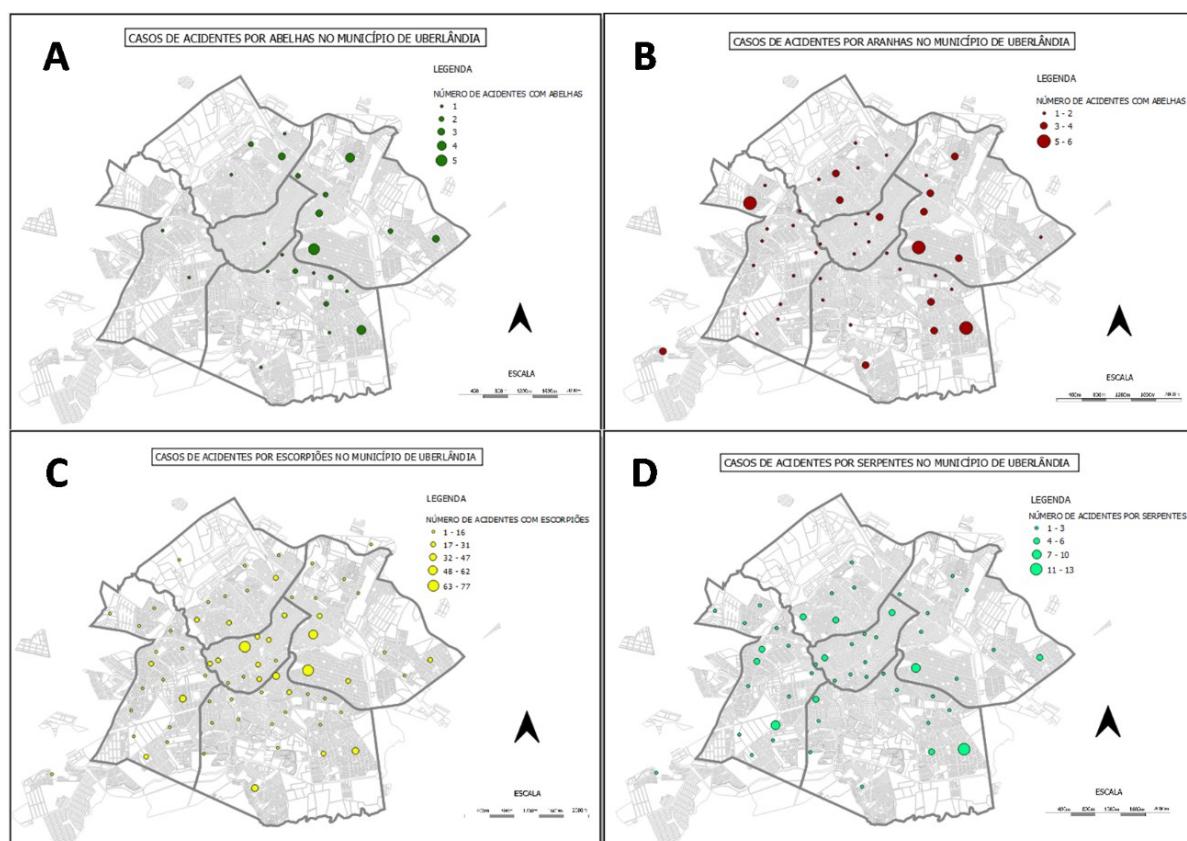 A
CASOS DE ACIDENTES POR ABELHAS NO MUNICÍPIO DE UBERLÂNDIA
LEGENDA
NÚMERO DE ACIDENTES COM ABELHAS
1
2
3
4
5
ESCALA
B
CASOS DE ACIDENTES POR ARANHAS NO MUNICÍPIO DE UBERLÂNDIA
LEGENDA
NÚMERO DE ACIDENTES COM ABELHAS
1 - 2
3 - 4
5 - 6
ESCALA
C
CASOS DE ACIDENTES POR ESCORPIÕES NO MUNICÍPIO DE UBERLÂNDIA
LEGENDA
NÚMERO DE ACIDENTES COM ESCORPIÕES
1 - 16
17 - 31
32 - 47
48 - 62
63 - 77
ESCALA
D
CASOS DE ACIDENTES POR SERPENTES NO MUNICÍPIO DE UBERLÂNDIA
LEGENDA
NÚMERO DE ACIDENTES POR SERPENTES
1 - 3
4 - 6
7 - 10
11 - 13
ESCALA